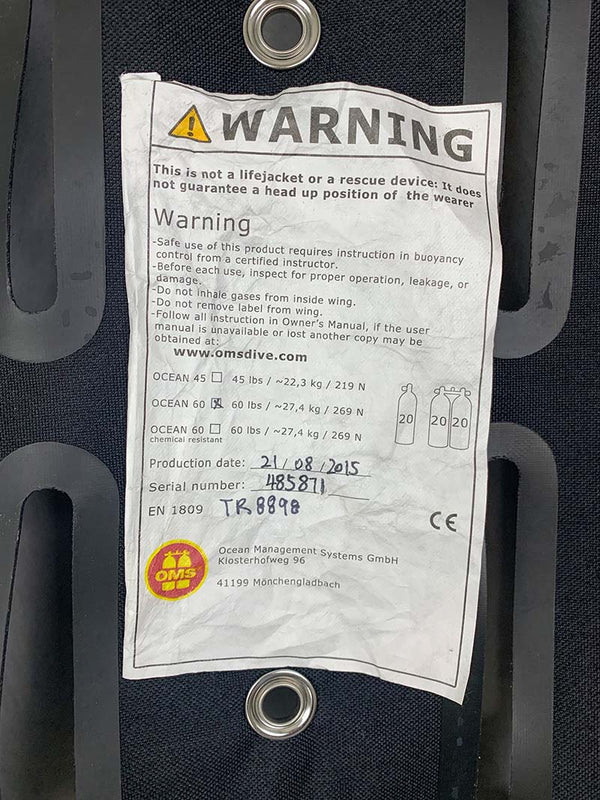 WARNING
This is not a lifejacket or a rescue device: It does
not guarantee a head up position of the wearer
Warning
-Safe use of this product requires instruction in buoyancy
control from a certified instructor.
-Before each use, inspect for proper operation, leakage, or
damage.
-Do not inhale gases from inside wing.
-Do not remove label from wing.
-Follow all instruction in Owner's Manual, if the user
manual is unavailable or lost another copy may be
obtained at:
www.omsdive.com
OCEAN 45 ☐ 45 lbs / ~22,3 kg / 219 N
OCEAN 60 ☒ 60 lbs / ~27,4 kg / 269 N
20 20 20
OCEAN 60 ☐ 60 lbs / ~27,4 kg / 269 N
chemical resistant
Production date: 21/08/2015
Serial number: 485871
EN 1809 TR8898
CE
OMS
Ocean Management Systems GmbH
Klosterhofweg 96
41199 Mönchengladbach